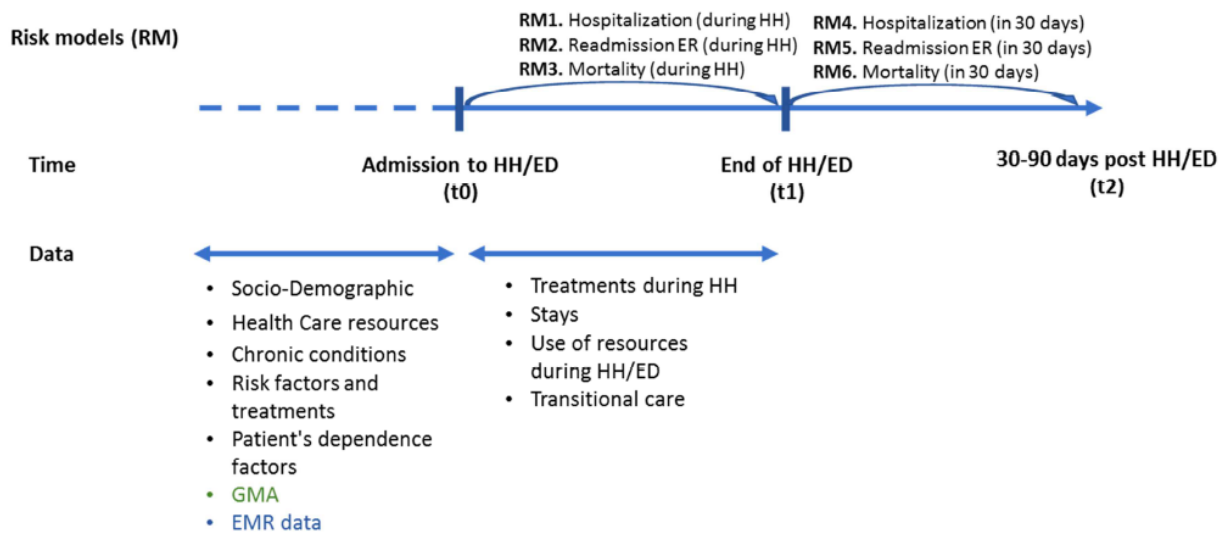 Risk models (RM)
RM1. Hospitalization (during HH)
RM2. Readmission ER (during HH)
RM3. Mortality (during HH)
RM4. Hospitalization (in 30 days)
RM5. Readmission ER (in 30 days)
RM6. Mortality (in 30 days)
Time
Admission to HH/ED
(t0)
End of HH/ED
(t1)
30-90 days post HH/ED
(t2)
Data
• Socio-Demographic
• Health Care resources
• Chronic conditions
• Risk factors and
treatments
• Patient's dependence
factors
• GMA
• EMR data
• Treatments during HH
• Stays
• Use of resources
during HH/ED
• Transitional care